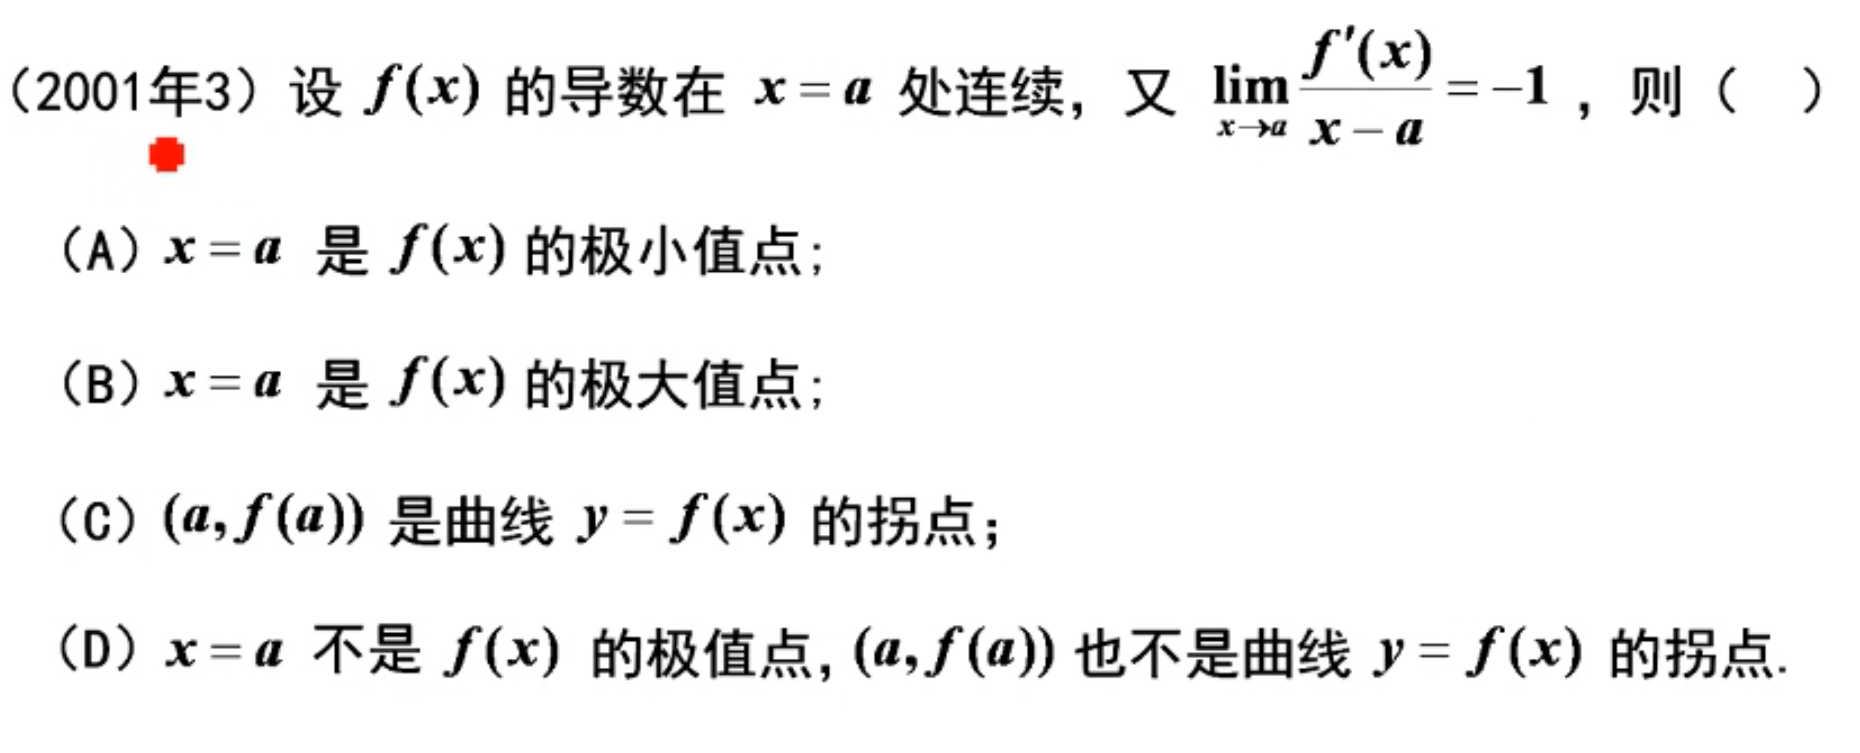 （2001年3）设 f(x) 的导数在 x = a 处连续，又 \lim_{x→a} \frac{f′(x)}{x − a} = −1，则（ ）
（A）x = a 是 f(x) 的极小值点；
（B）x = a 是 f(x) 的极大值点；
（C）(a, f(a)) 是曲线 y = f(x) 的拐点；
（D）x = a 不是 f(x) 的极值点, (a, f(a)) 也不是曲线 y = f(x) 的拐点.